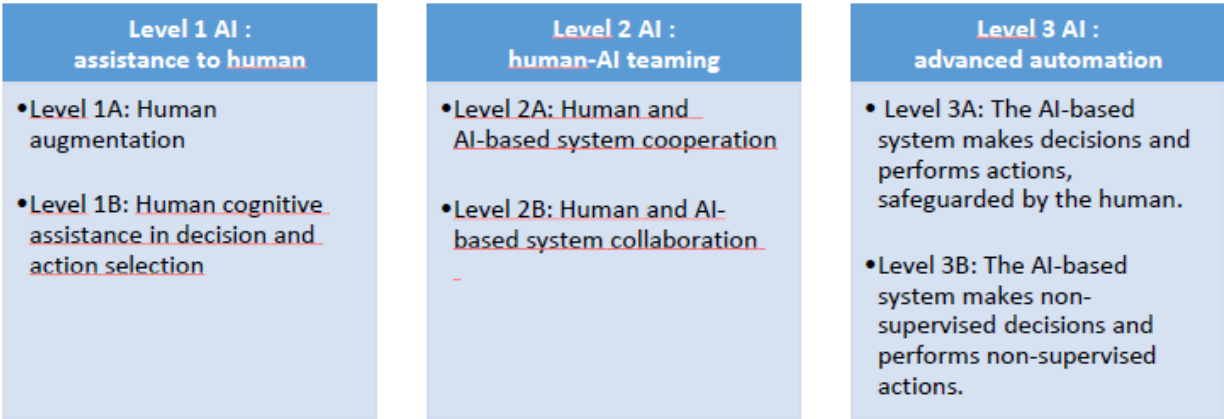 Level 1 AI :
assistance to human
•Level 1A: Human
augmentation
•Level 1B: Human cognitive
assistance in decision and
action selection
Level 2 AI :
human-AI teaming
•Level 2A: Human and
AI-based system cooperation
•Level 2B: Human and AI-
based system collaboration
Level 3 AI :
advanced automation
• Level 3A: The AI-based
system makes decisions and
performs actions,
safeguarded by the human.
•Level 3B: The AI-based
system makes non-
supervised decisions and
performs non-supervised
actions.